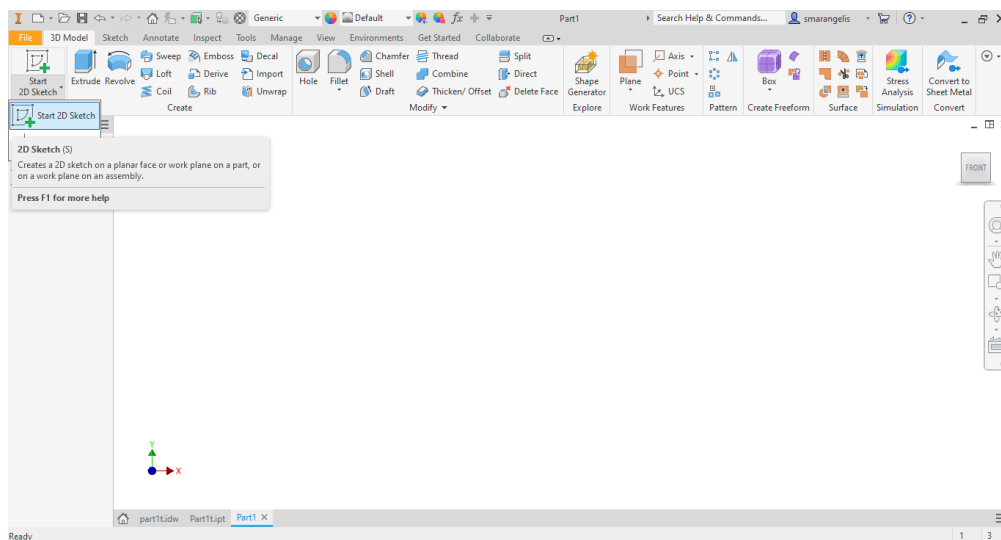 Generic Default Part1 Search Help & Commands... smarangelis
File 3D Model Sketch Annotate Inspect Tools Manage View Environments Get Started Collaborate
Start 2D Sketch
Extrude
Revolve
Sweep Emboss Decal
Loft Derive Import
Coil Rib Unwrap
Create
Hole
Fillet
Chamfer Thread Split
Shell Combine Direct
Draft Thicken/ Offset Delete Face
Modify
Shape Generator
Explore
Plane
Axis
Point
UCS
Work Features
Pattern
Box
Create Freeform
Surface
Stress Analysis
Simulation
Convert to Sheet Metal
Convert
Start 2D Sketch
2D Sketch (S)
Creates a 2D sketch on a planar face or work plane on a part, or
on a work plane on an assembly.
Press F1 for more help
FRONT
Y
X
part1t.idw Part1t.ipt Part1
Ready 1 3